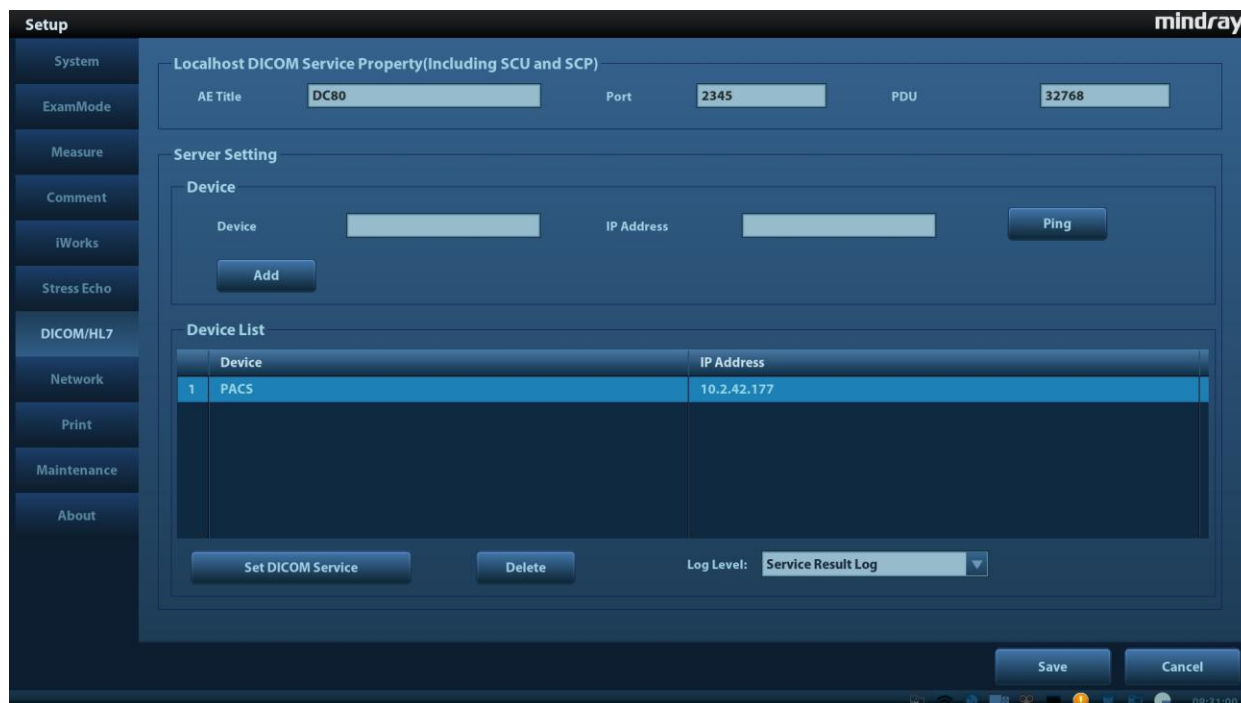 Setup
mindray
System
ExamMode
Measure
Comment
iWorks
Stress Echo
DICOM/HL7
Network
Print
Maintenance
About
Localhost DICOM Service Property(Including SCU and SCP)
AE Title DC80 Port 2345 PDU 32768
Server Setting
Device
Device IP Address Ping
Add
Device List
Device IP Address
1 PACS 10.2.42.177
Set DICOM Service Delete Log Level: Service Result Log
Save Cancel